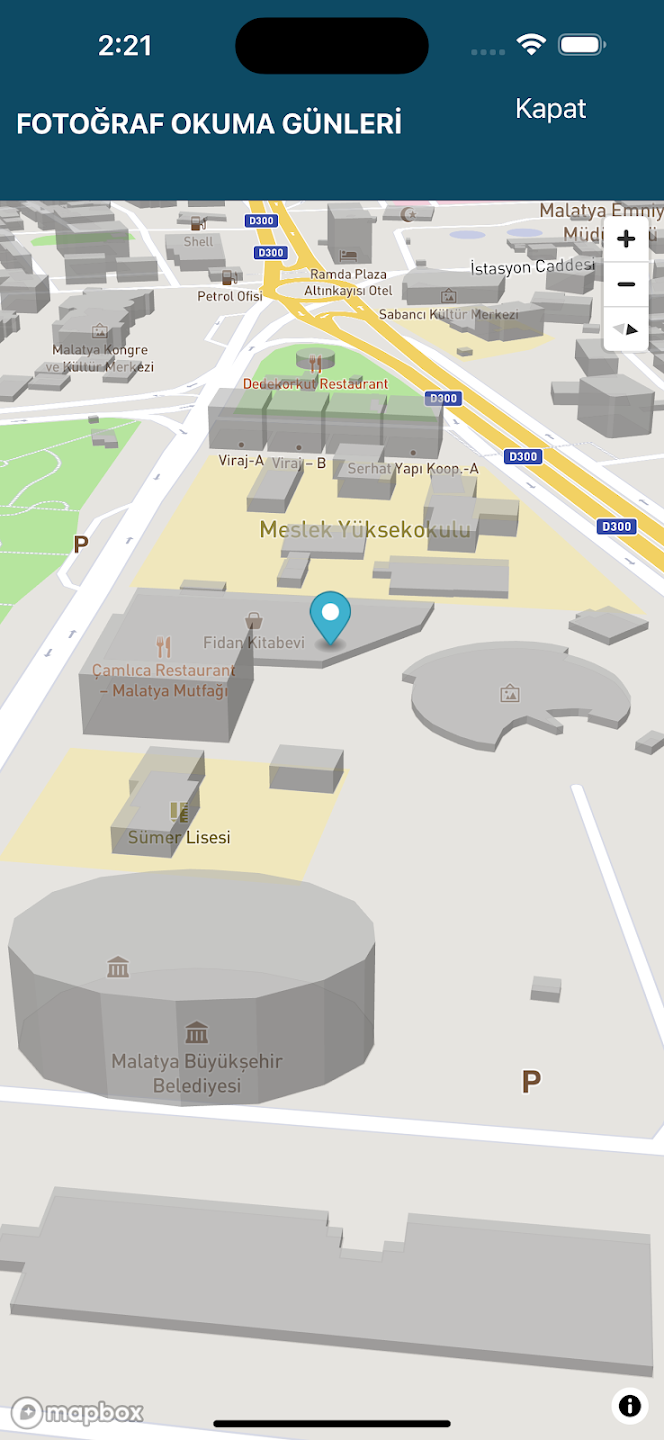 2:21
FOTOĞRAF OKUMA GÜNLERİ
Kapat
D300
Malatya Emniy
Müd
Shell
D300
İstasyon Caddesi
Ramda Plaza
Altınkayısı Otel
Petrol Ofisi
Sabancı Kültür Merkezi
Malatya Kongre
ve Kültür Merkezi
Dedekorkut Restaurant
D300
Viraj-A
Viraj – B
Serhat Yapı Koop.-A
D300
Meslek Yüksekokulu
D300
P
Fidan Kitabevi
Çamlıca Restaurant
– Malatya Mutfağı
Sümer Lisesi
Malatya Büyükşehir
Belediyesi
P
mapbox